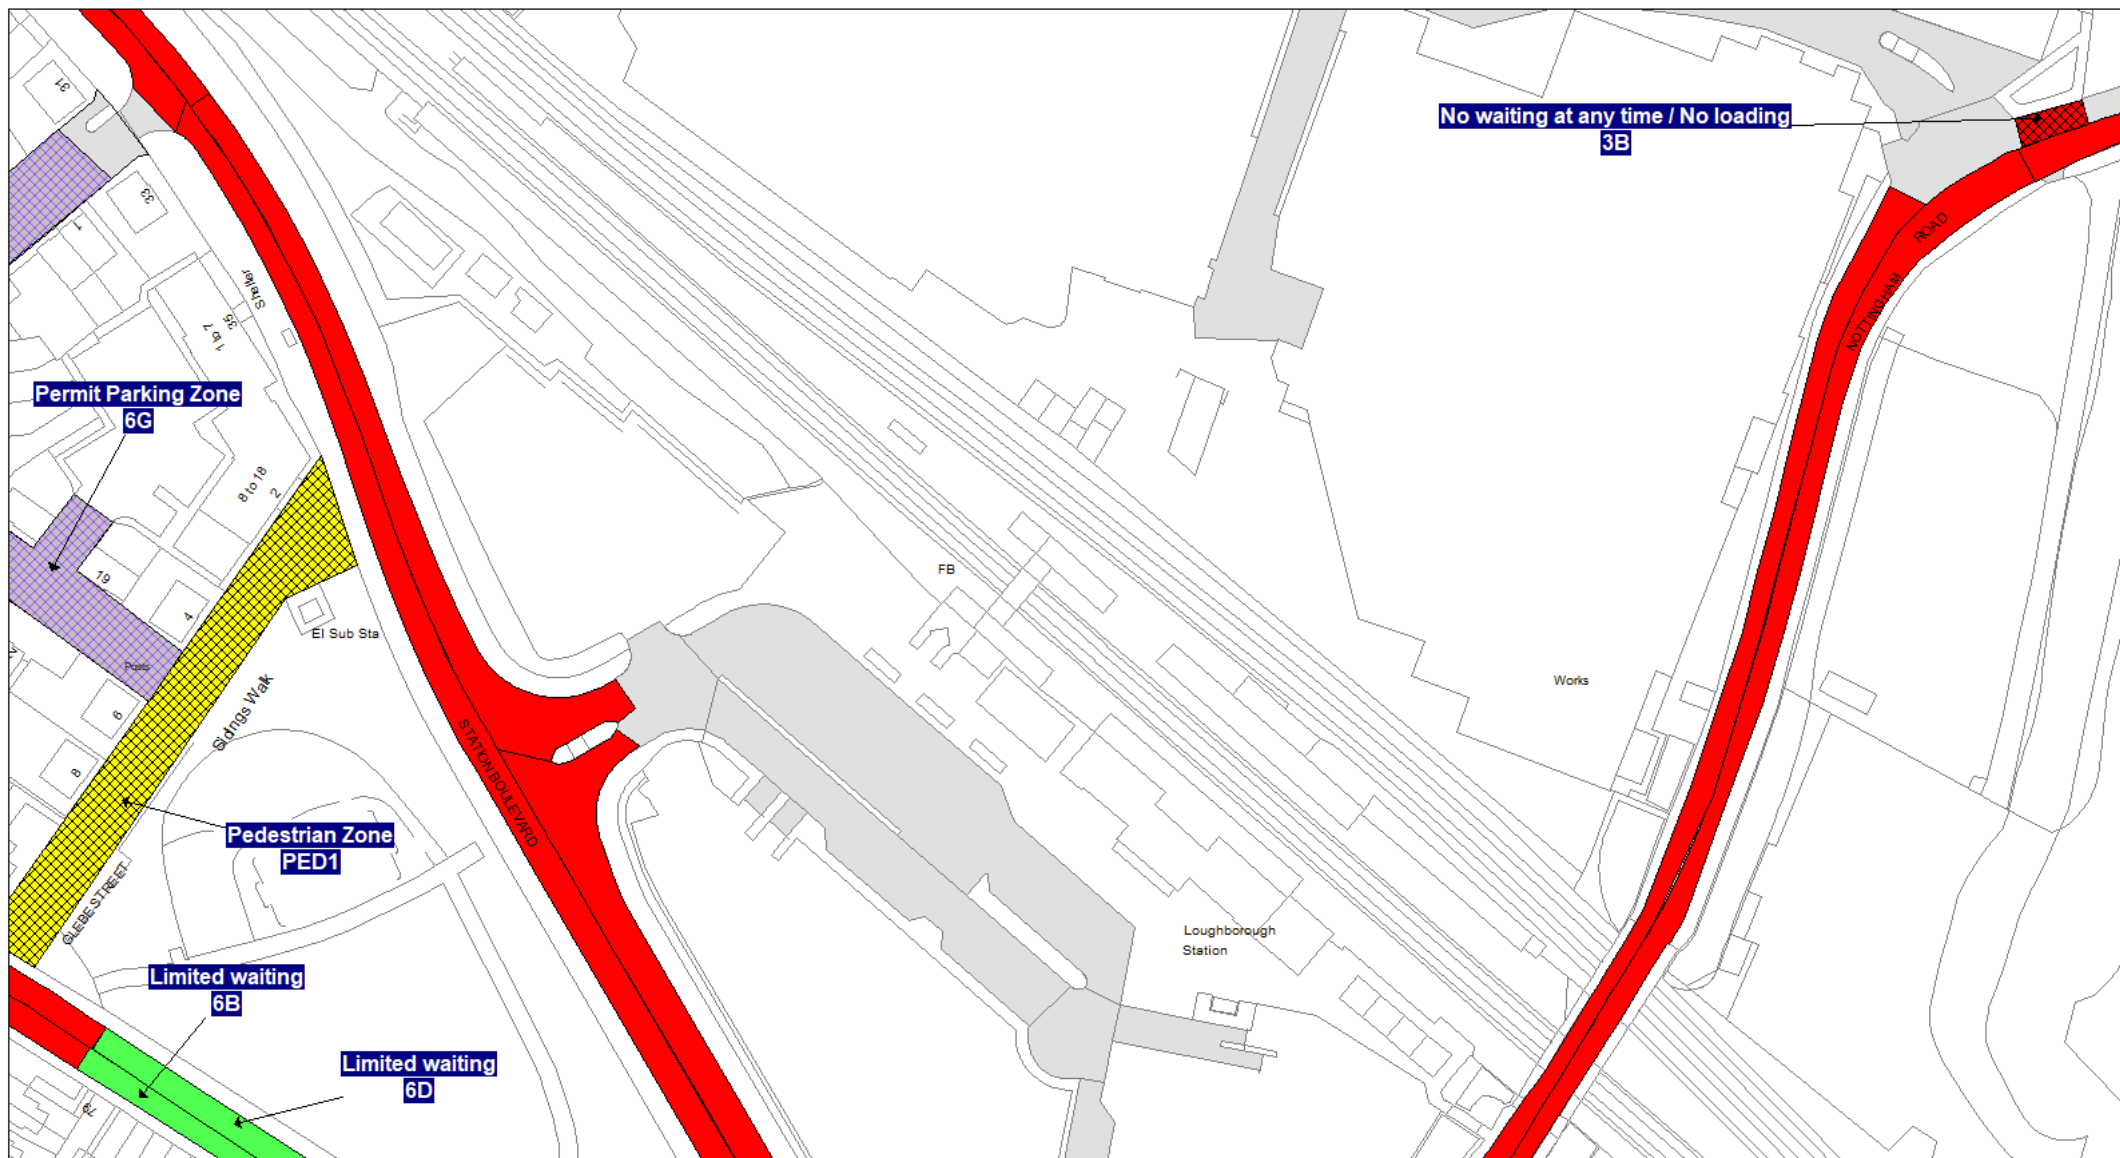 31
33
1
Shelter
35
1 to 7
No waiting at any time / No loading
3B
ROAD
NOTTINGHAM
Permit Parking Zone
6G
8 to 18
2
19
4
FB
El Sub Sta
Posts
6
8
Sidings Walk
STATION BOULEVARD
Works
Pedestrian Zone
PED1
GLEBE STREET
Loughborough
Station
Limited waiting
6B
Limited waiting
6D
79